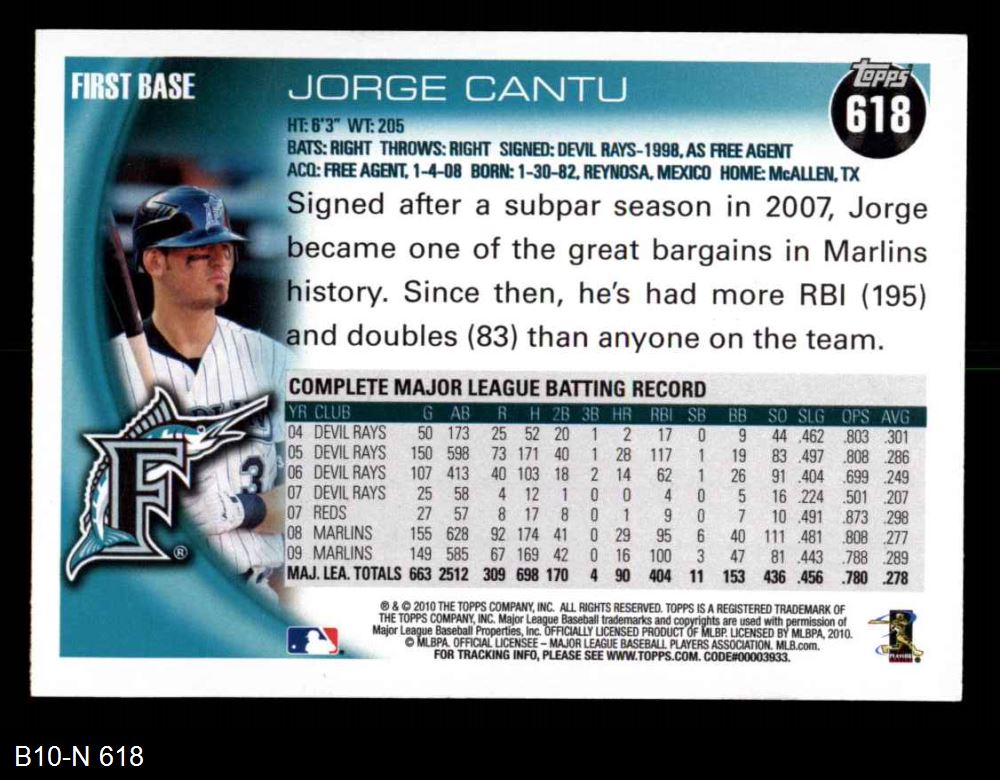 FIRST BASE
JORGE CANTU
Topps
618
HT: 6'3" WT: 205
BATS: RIGHT THROWS: RIGHT SIGNED: DEVIL RAYS-1998, AS FREE AGENT
ACQ: FREE AGENT, 1-4-08 BORN: 1-30-82, REYNOSA, MEXICO HOME: McALLEN, TX
Signed after a subpar season in 2007, Jorge
became one of the great bargains in Marlins
history. Since then, he's had more RBI (195)
and doubles (83) than anyone on the team.
COMPLETE MAJOR LEAGUE BATTING RECORD
YR CLUB G AB R H 2B 3B HR RBI SB BB SO SLG OPS AVG
04 DEVIL RAYS 50 173 25 52 20 1 2 17 0 9 44 .462 .803 .301
05 DEVIL RAYS 150 598 73 171 40 1 28 117 1 19 83 .497 .808 .286
06 DEVIL RAYS 107 413 40 103 18 2 14 62 1 26 91 .404 .699 .249
07 DEVIL RAYS 25 58 4 12 1 0 0 4 0 5 16 .224 .501 .207
07 REDS 27 57 8 17 8 0 1 9 0 7 10 .491 .873 .298
08 MARLINS 155 628 92 174 41 0 29 95 6 40 111 .481 .808 .277
09 MARLINS 149 585 67 169 42 0 16 100 3 47 81 .443 .788 .289
MAJ. LEA. TOTALS 663 2512 309 698 170 4 90 404 11 153 436 .456 .780 .278
3
F ®
® & © 2010 THE TOPPS COMPANY, INC. ALL RIGHTS RESERVED. TOPPS IS A REGISTERED TRADEMARK OF
THE TOPPS COMPANY, INC. Major League Baseball trademarks and copyrights are used with permission of
Major League Baseball Properties, Inc. OFFICIALLY LICENSED PRODUCT OF MLBP. LICENSED BY MLBPA, 2010.
© MLBPA. OFFICIAL LICENSEE – MAJOR LEAGUE BASEBALL PLAYERS ASSOCIATION. MLB.com.
FOR TRACKING INFO, PLEASE SEE WWW.TOPPS.COM. CODE#00003933.
B10-N 618